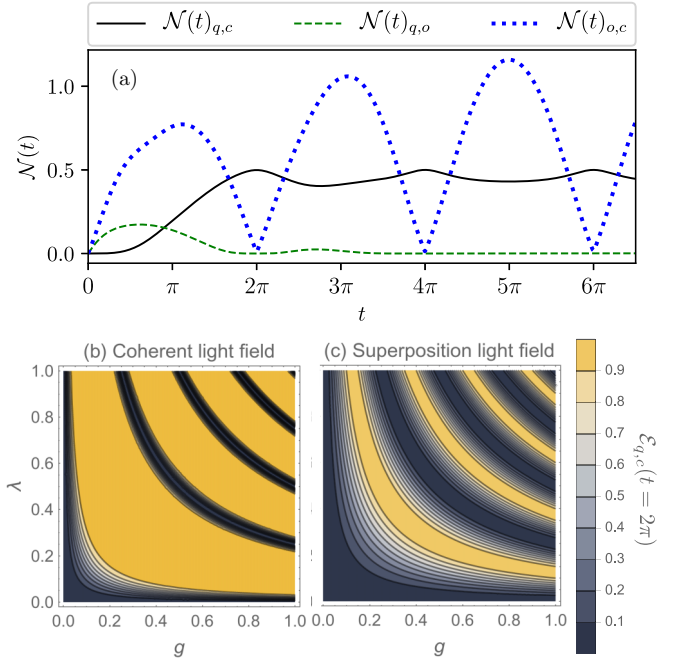 𝒩(t)q,c 𝒩(t)q,o 𝒩(t)o,c
(a)
𝒩(t)
1.0
0.5
0.0
0 π 2π 3π 4π 5π 6π
t
(b) Coherent light field (c) Superposition light field
λ
1.0
0.8
0.6
0.4
0.2
0.0
0.0 0.2 0.4 0.6 0.8 1.0
g
0.0 0.2 0.4 0.6 0.8 1.0
g
0.9
0.8
0.7
0.6
0.5
0.4
0.3
0.2
0.1
ℰq,c(t = 2π)